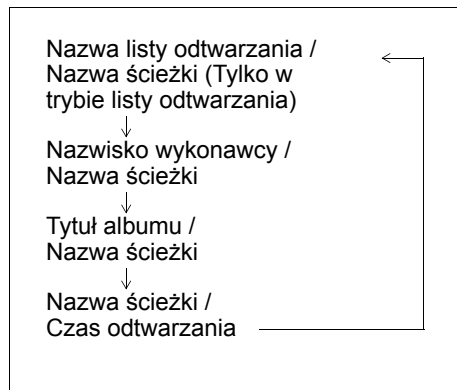 Nazwa listy odtwarzania /
Nazwa ścieżki (Tylko w
trybie listy odtwarzania)
Nazwisko wykonawcy /
Nazwa ścieżki
Tytuł albumu /
Nazwa ścieżki
Nazwa ścieżki /
Czas odtwarzania